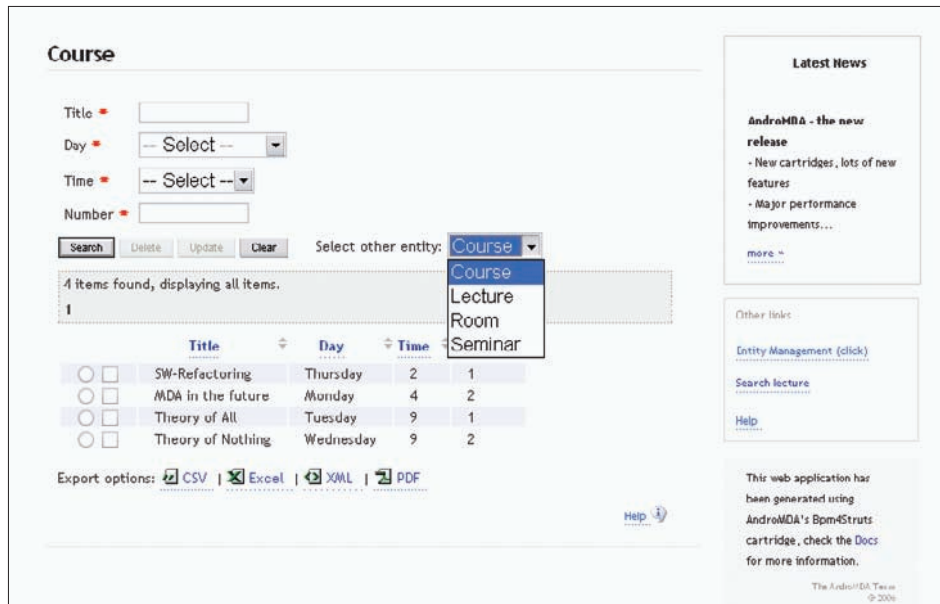 Course
Title *
Day * -- Select --
Time * -- Select --
Number *
Search Delete Update Clear Select other entity: Course
Course
Lecture
Room
Seminar
4 items found, displaying all items.
1
Title Day Time
SW-Refactoring Thursday 2 1
MDA in the future Monday 4 2
Theory of All Tuesday 9 1
Theory of Nothing Wednesday 9 2
Export options: CSV | Excel | XML | PDF
Help
Latest News
AndroMDA - the new
release
- New cartridges, lots of new
features
- Major performance
improvements...
more »
Other links
Entity Management (click)
Search lecture
Help
This web application has
been generated using
AndroMDA's Bpm4Struts
cartridge, check the Docs
for more information.
The AndroMDA Team
© 2006